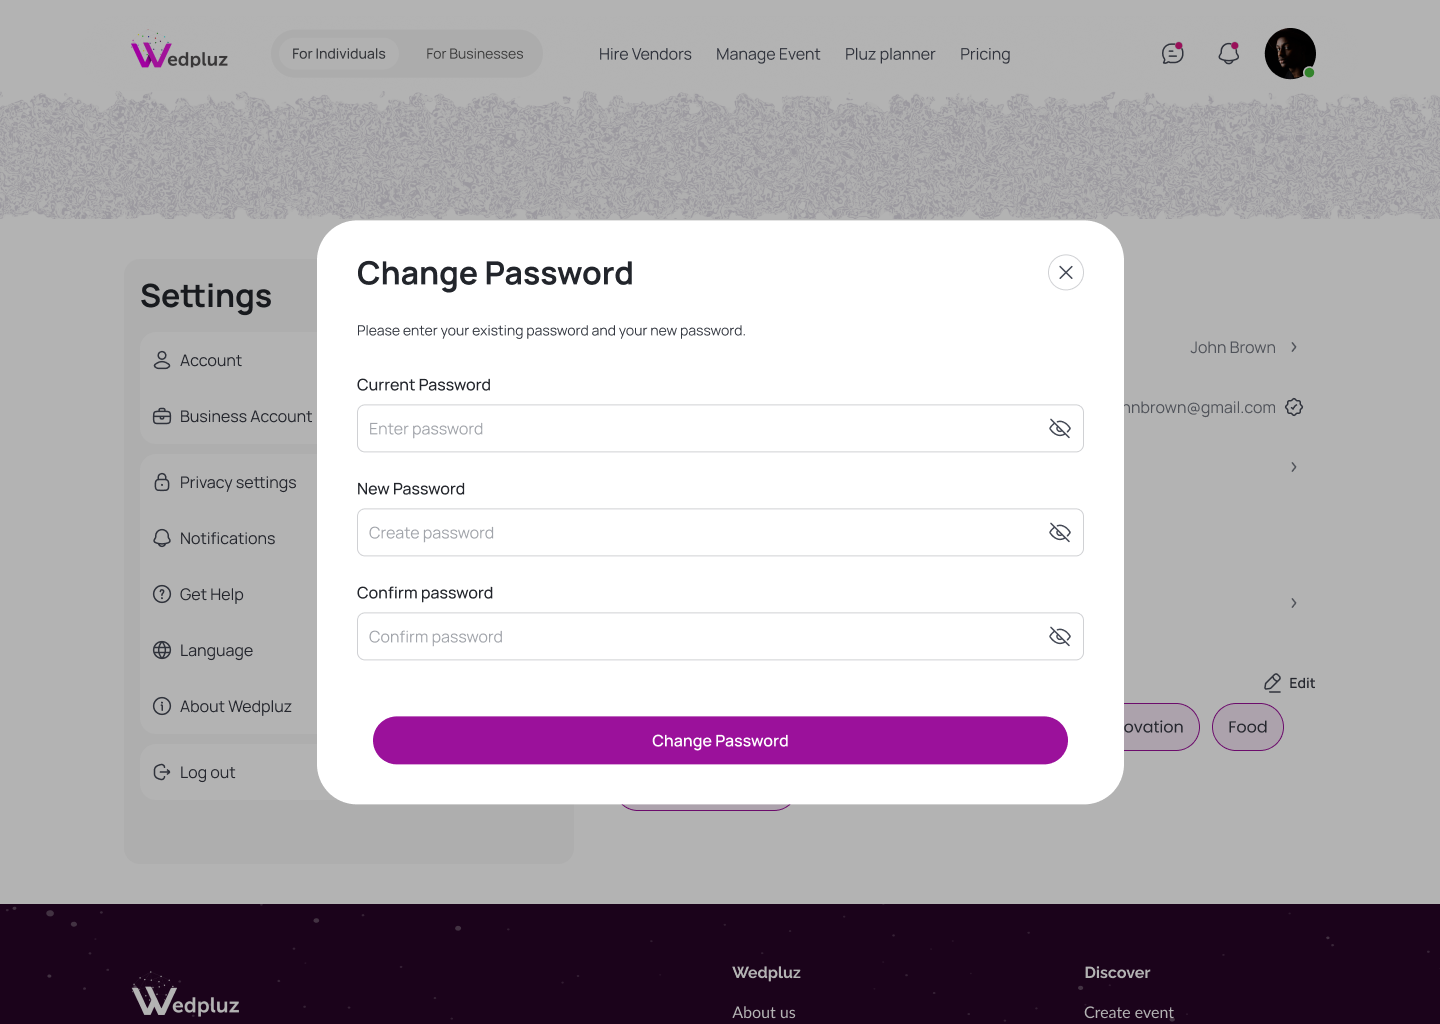 Wedpluz
For Individuals
For Businesses
Hire Vendors
Manage Event
Pluz planner
Pricing
Settings
Account
Business Account
Privacy settings
Notifications
Get Help
Language
About Wedpluz
Log out
Change Password
Please enter your existing password and your new password.
Current Password
Enter password
New Password
Create password
Confirm password
Confirm password
Change Password
John Brown
hnbrown@gmail.com
Edit
ovation
Food
Wedpluz
Wedpluz
About us
Discover
Create event